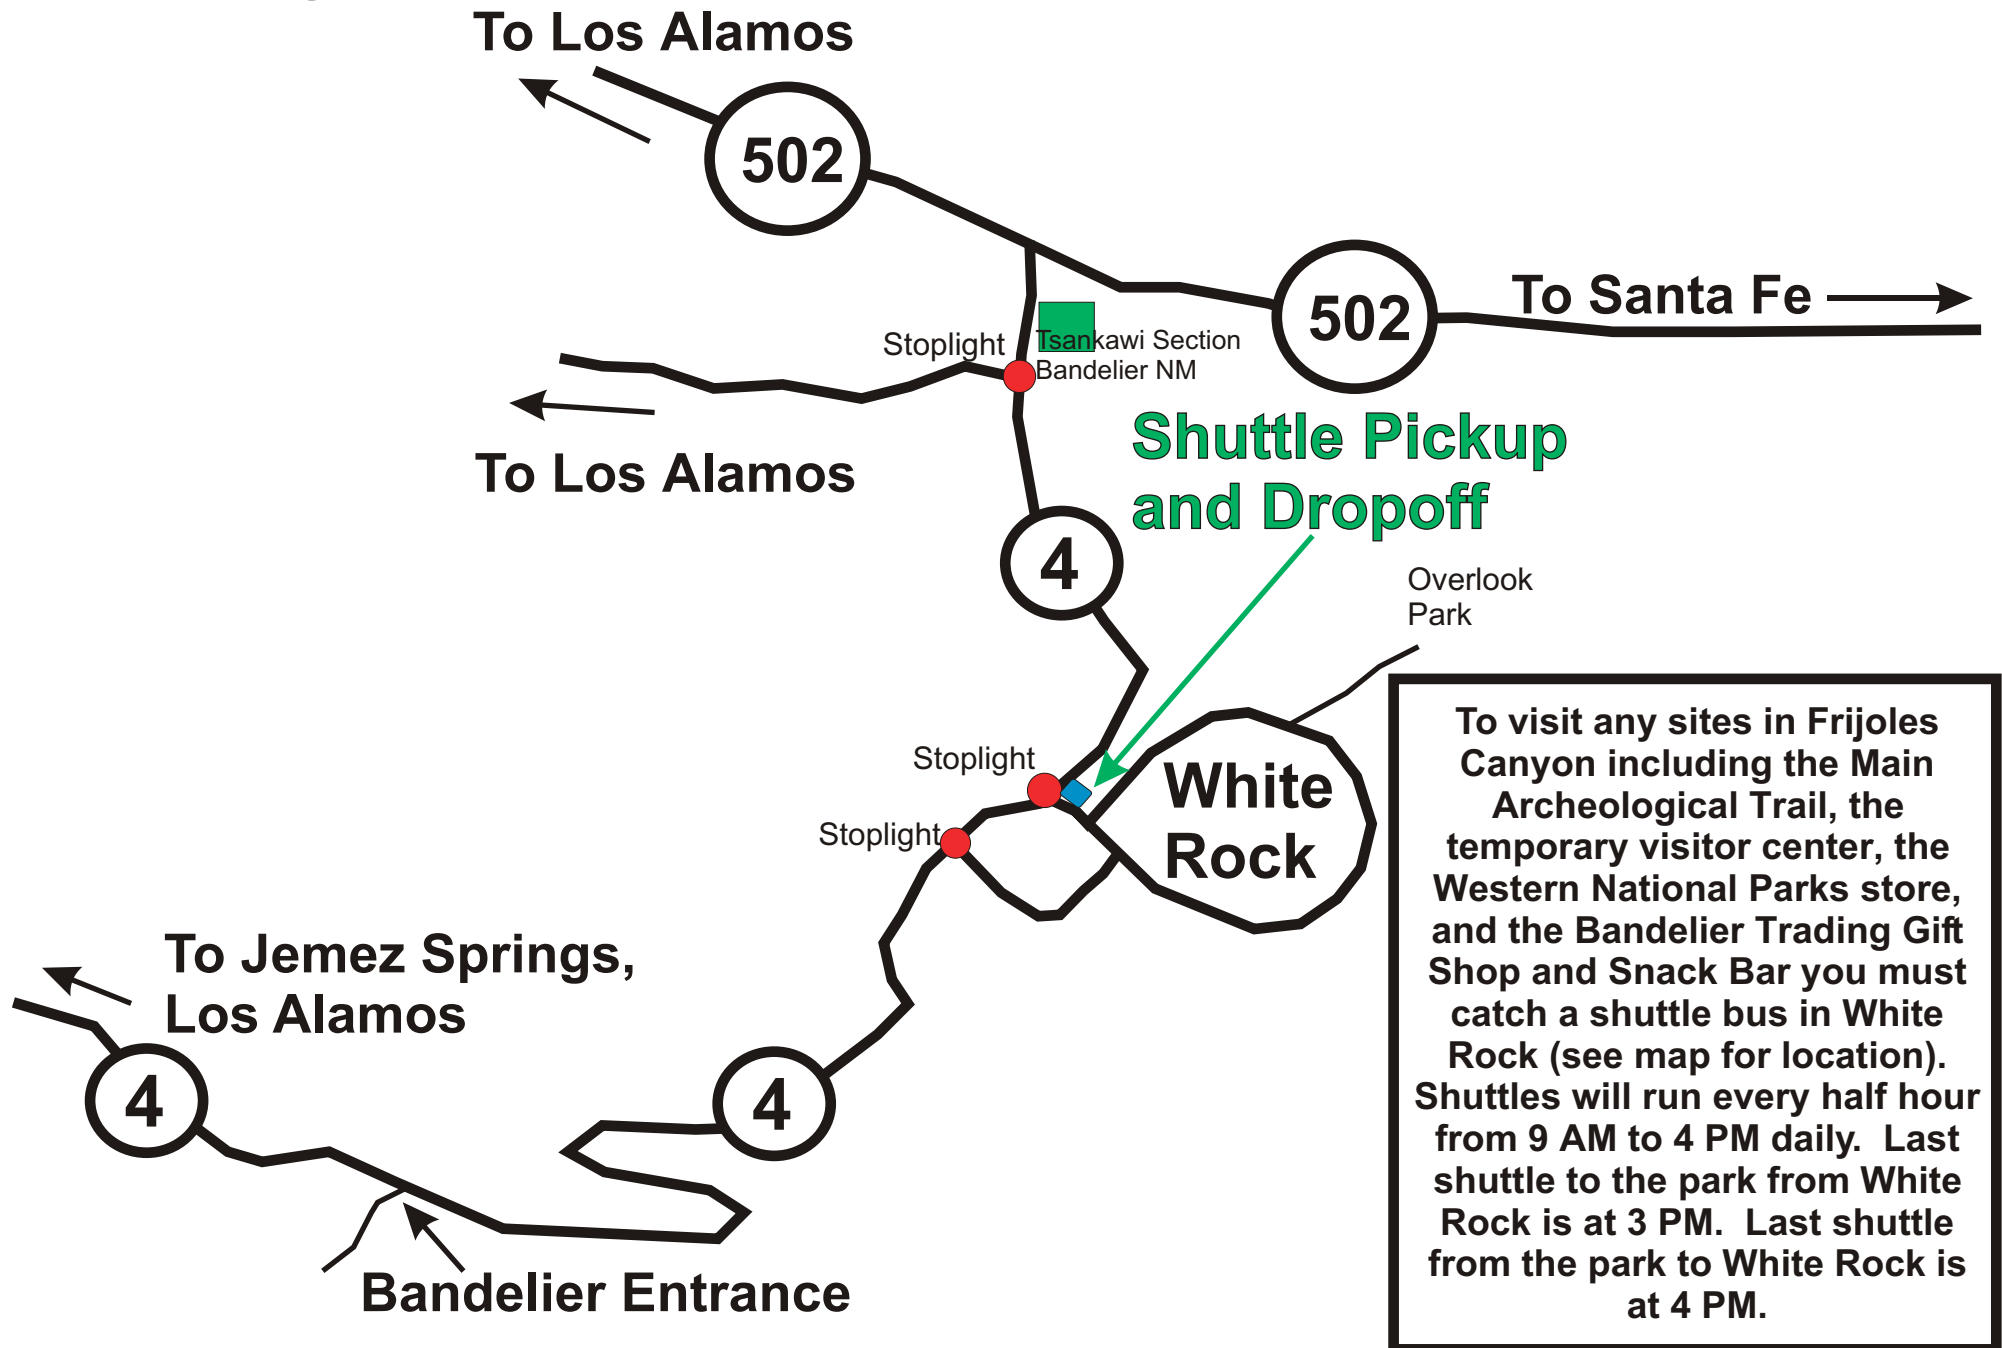 To Los Alamos
502
502
To Santa Fe
Stoplight
Tsankawi Section
Bandelier NM
To Los Alamos
Shuttle Pickup
and Dropoff
4
Overlook
Park
Stoplight
White
Rock
Stoplight
To Jemez Springs,
Los Alamos
4
4
Bandelier Entrance
To visit any sites in Frijoles
Canyon including the Main
Archeological Trail, the
temporary visitor center, the
Western National Parks store,
and the Bandelier Trading Gift
Shop and Snack Bar you must
catch a shuttle bus in White
Rock (see map for location).
Shuttles will run every half hour
from 9 AM to 4 PM daily.  Last
shuttle to the park from White
Rock is at 3 PM.  Last shuttle
from the park to White Rock is
at 4 PM.